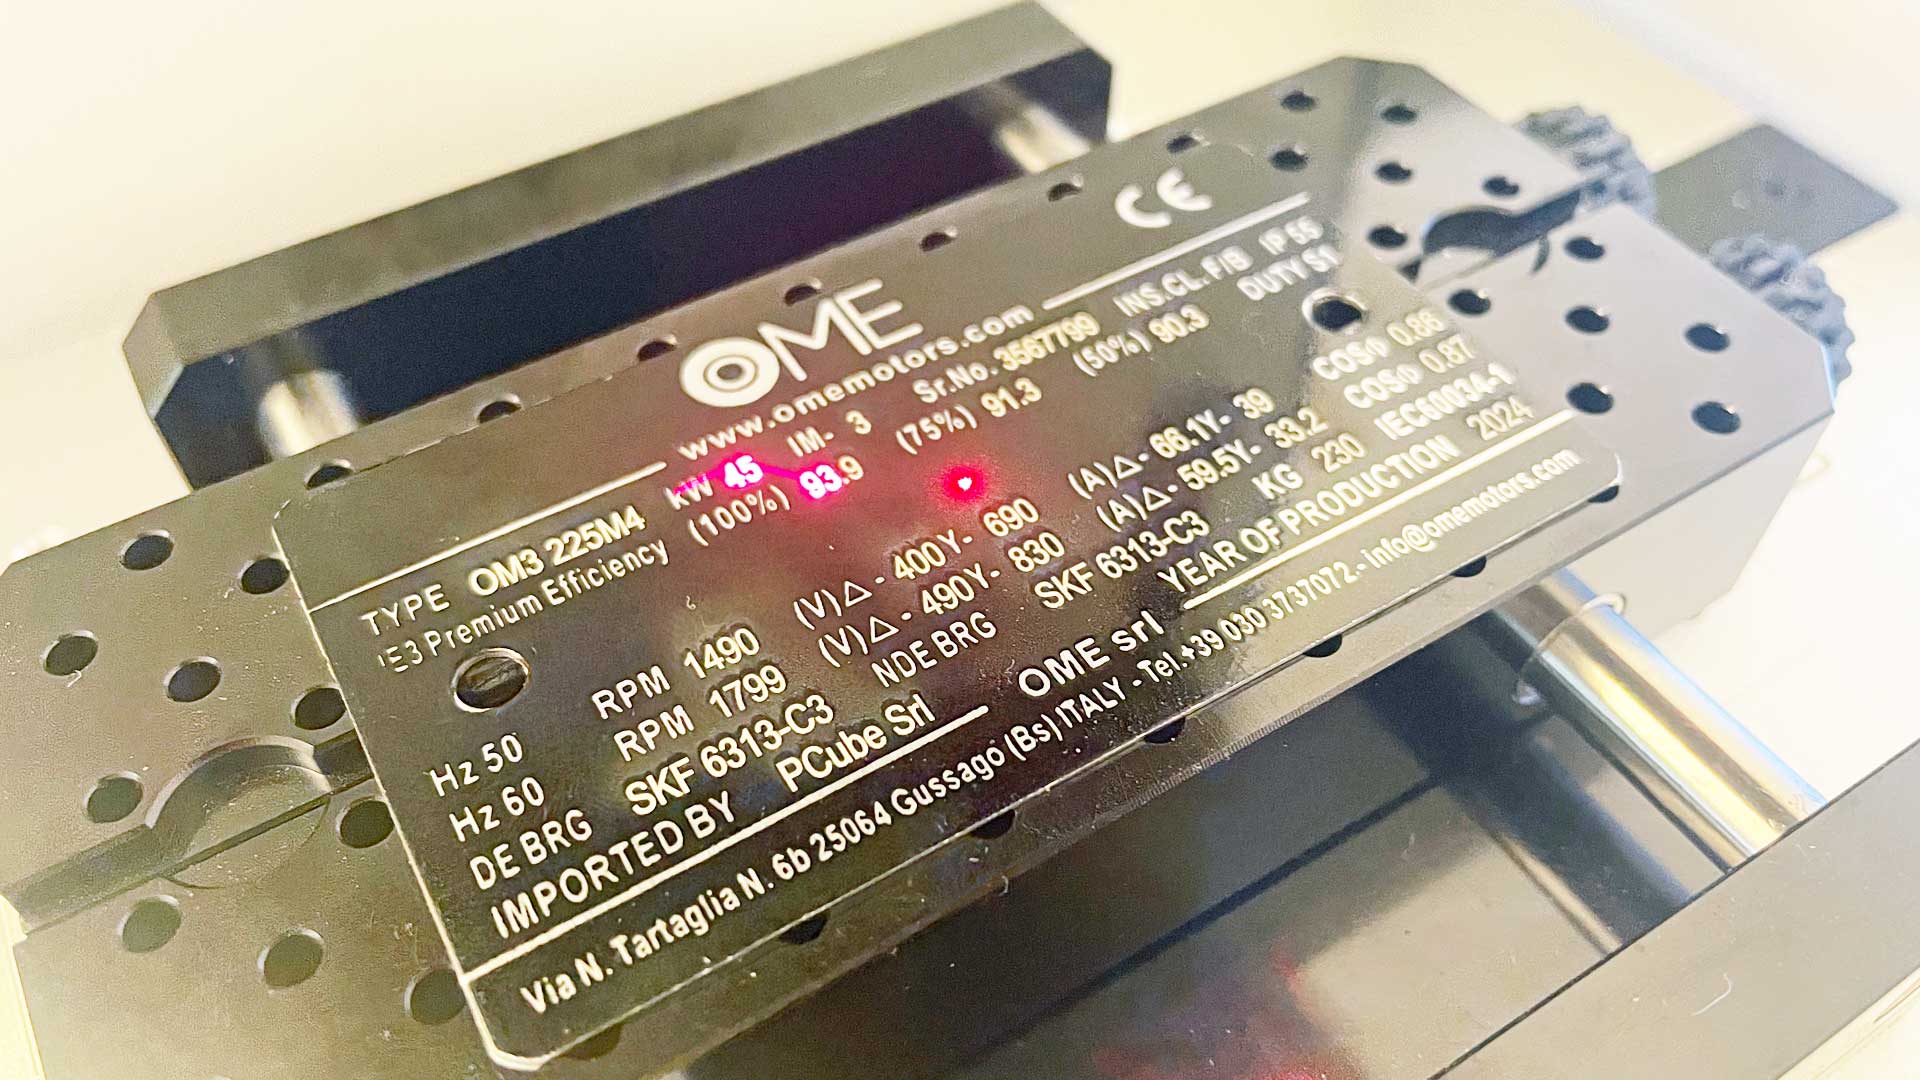 CE
OME
www.omemotors.com
TYPE OM3 225M4 kW 45 IM- 3 Sr.No. 3567799 INS.CL.F/B IP 55
IE3 Premium Efficiency (100%) 93.9 (75%) 91.3 (50%) 90.3 DUTY S1
Hz 50 RPM 1490 (V)△ - 400Y- 690 (A)△- 66.1Y- 39 COSΦ 0.86
Hz 60 RPM 1799 (V)△ - 490Y- 830 (A)△- 59.5Y- 33.2 COSΦ 0.87
DE BRG SKF 6313-C3 NDE BRG SKF 6313-C3 KG 230 IEC60034-1
IMPORTED BY PCube Srl OME srl YEAR OF PRODUCTION 2024
Via N. Tartaglia N. 6b 25064 Gussago (Bs) ITALY - Tel.+39 030 3737072.- info@omemotors.com